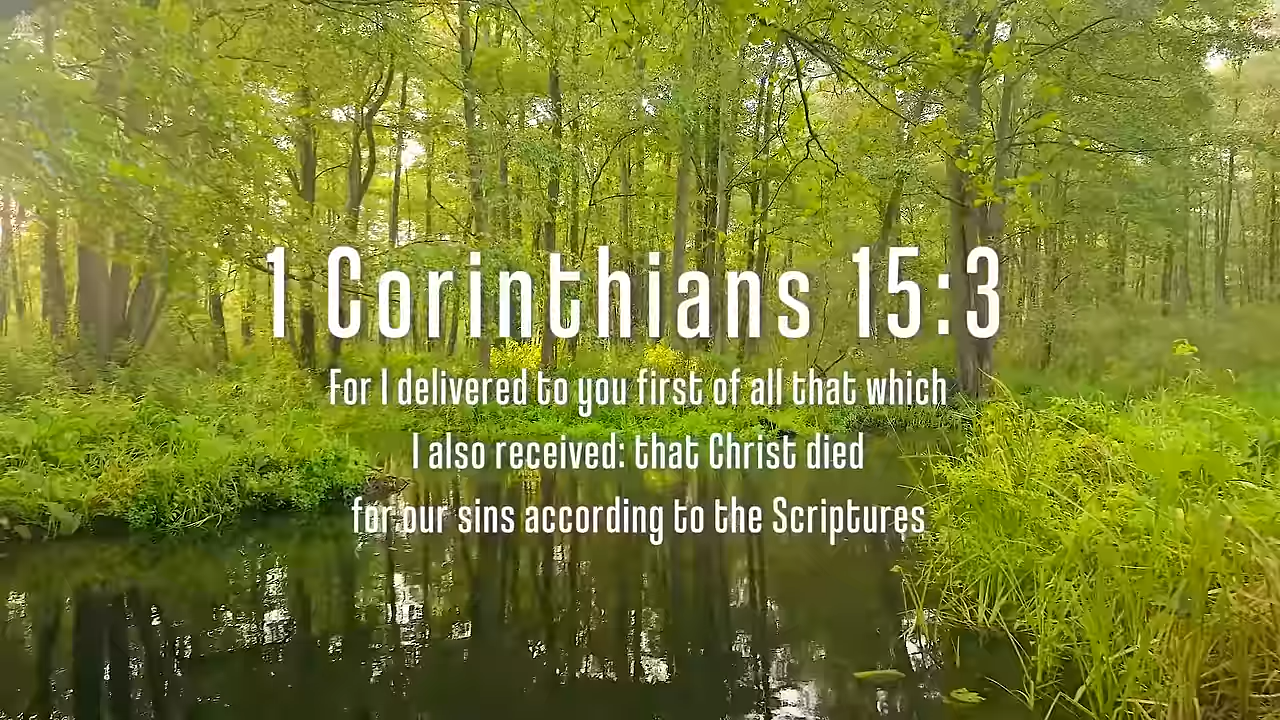 1 Corinthians 15:3
For I delivered to you first of all that which
I also received: that Christ died
for our sins according to the Scriptures